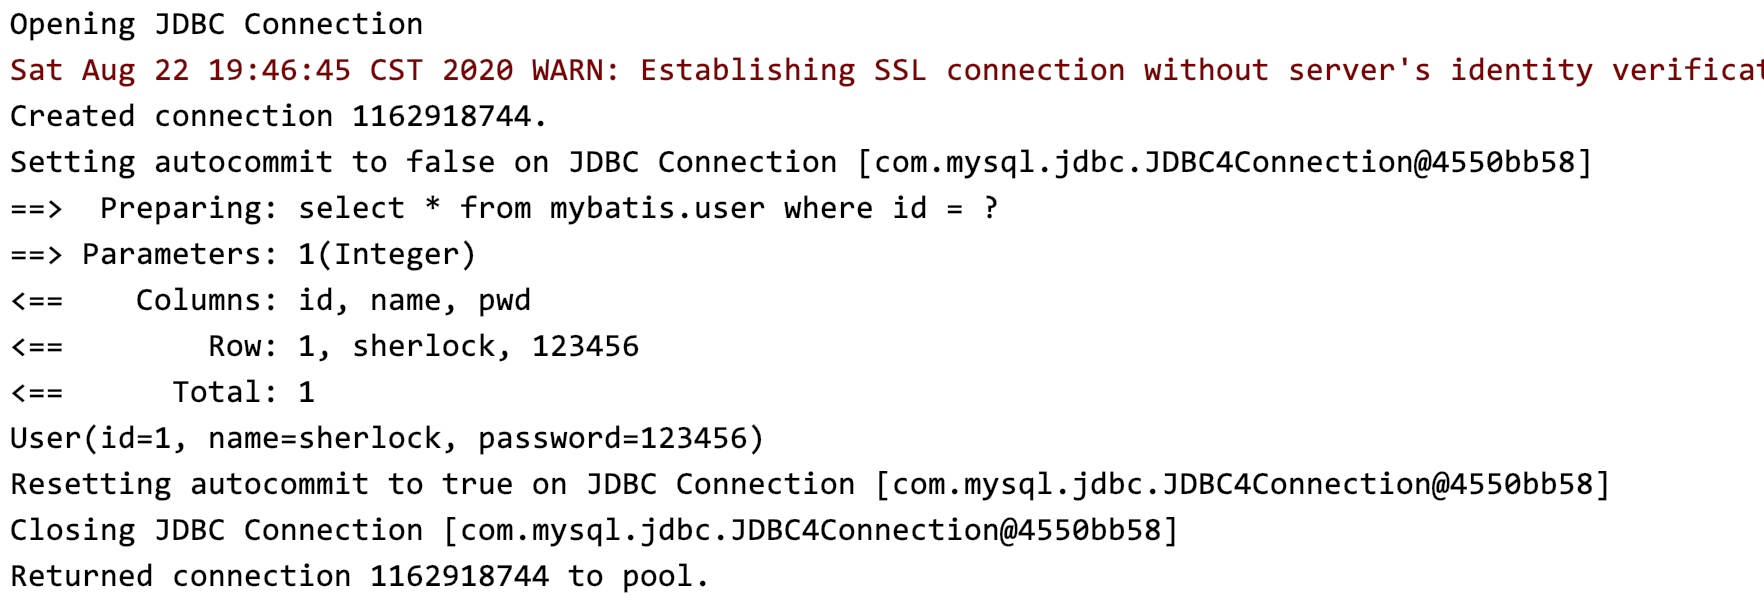 Opening JDBC Connection
Sat Aug 22 19:46:45 CST 2020 WARN: Establishing SSL connection without server's identity verificat
Created connection 1162918744.
Setting autocommit to false on JDBC Connection [com.mysql.jdbc.JDBC4Connection@4550bb58]
==>  Preparing: select * from mybatis.user where id = ?
==> Parameters: 1(Integer)
<==    Columns: id, name, pwd
<==        Row: 1, sherlock, 123456
<==      Total: 1
User(id=1, name=sherlock, password=123456)
Resetting autocommit to true on JDBC Connection [com.mysql.jdbc.JDBC4Connection@4550bb58]
Closing JDBC Connection [com.mysql.jdbc.JDBC4Connection@4550bb58]
Returned connection 1162918744 to pool.